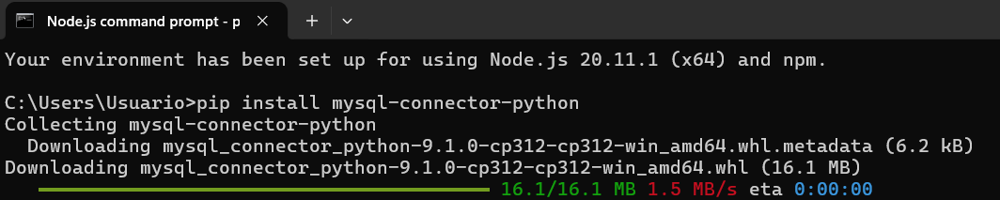 Node.js command prompt - p
Your environment has been set up for using Node.js 20.11.1 (x64) and npm.
C:\Users\Usuario>pip install mysql-connector-python
Collecting mysql-connector-python
  Downloading mysql_connector_python-9.1.0-cp312-cp312-win_amd64.whl.metadata (6.2 kB)
Downloading mysql_connector_python-9.1.0-cp312-cp312-win_amd64.whl (16.1 MB)
16.1/16.1 MB 1.5 MB/s eta 0:00:00